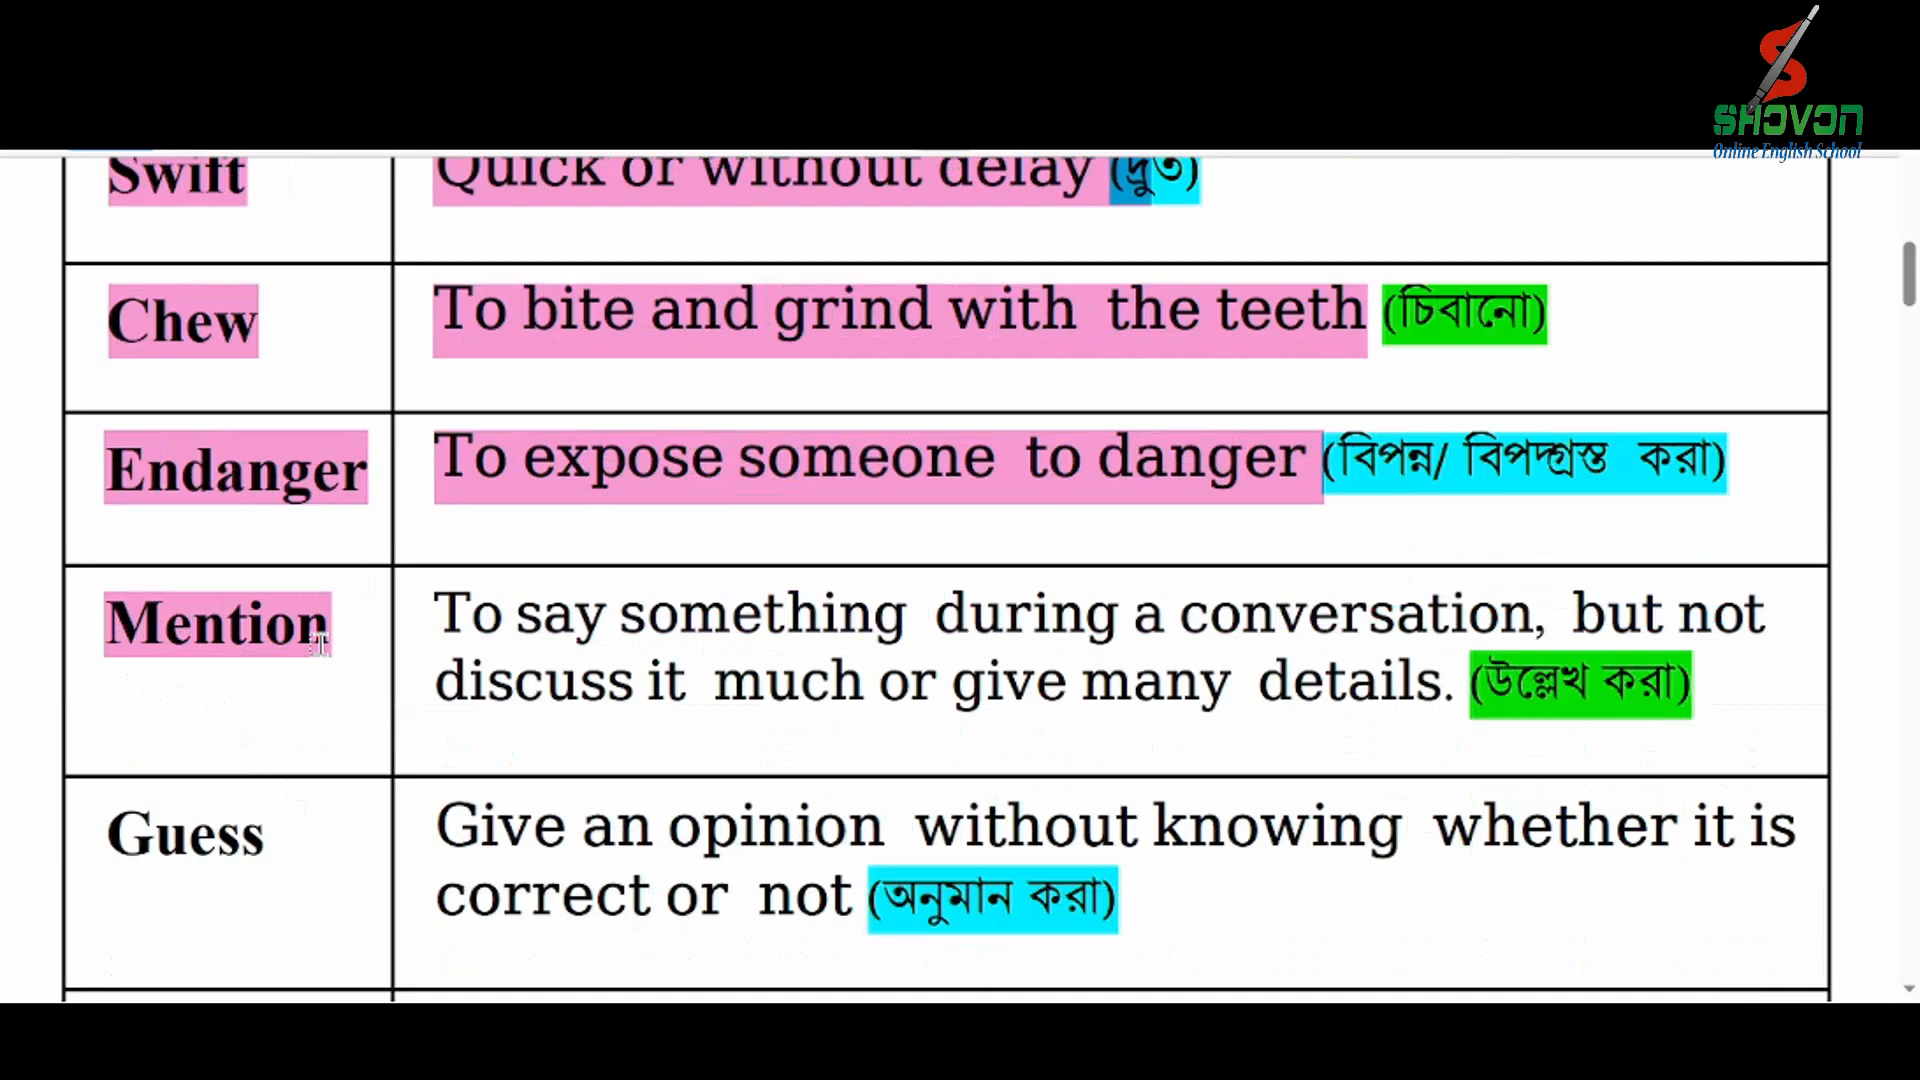 SHOVON
Online English School
Swift Quick or without delay (দ্রুত)
Chew To bite and grind with the teeth (চিবানো)
Endanger To expose someone to danger (বিপন্ন/ বিপদ্গ্রস্ত করা)
Mention To say something during a conversation, but not
discuss it much or give many details. (উল্লেখ করা)
Guess Give an opinion without knowing whether it is
correct or not (অনুমান করা)